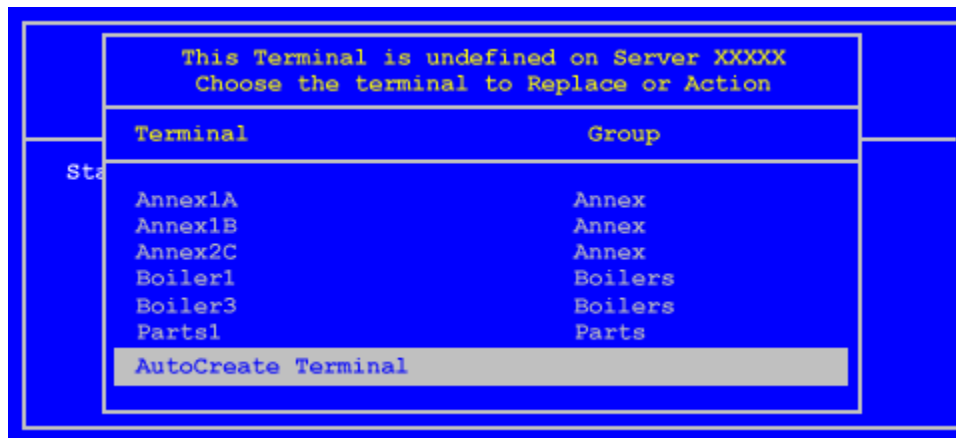 This Terminal is undefined on Server XXXXX
Choose the terminal to Replace or Action
Terminal Group
Sta
Annex1A Annex
Annex1B Annex
Annex2C Annex
Boiler1 Boilers
Boiler3 Boilers
Parts1 Parts
AutoCreate Terminal